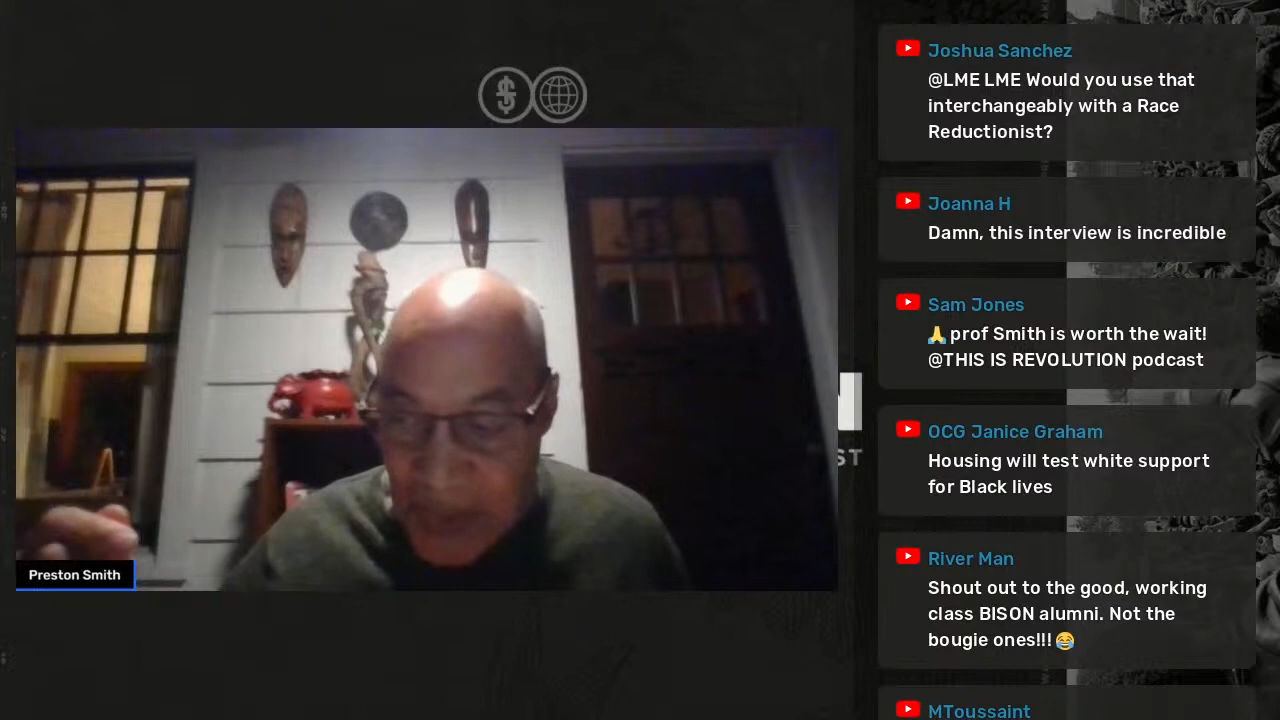 Joshua Sanchez
@LME LME Would you use that
interchangeably with a Race
Reductionist?
Joanna H
Damn, this interview is incredible
Sam Jones
🙏 prof Smith is worth the wait!
@THIS IS REVOLUTION podcast
OCG Janice Graham
Housing will test white support
for Black lives
River Man
Shout out to the good, working
class BISON alumni. Not the
bougie ones!!! 😂
MToussaint
ST
Preston Smith